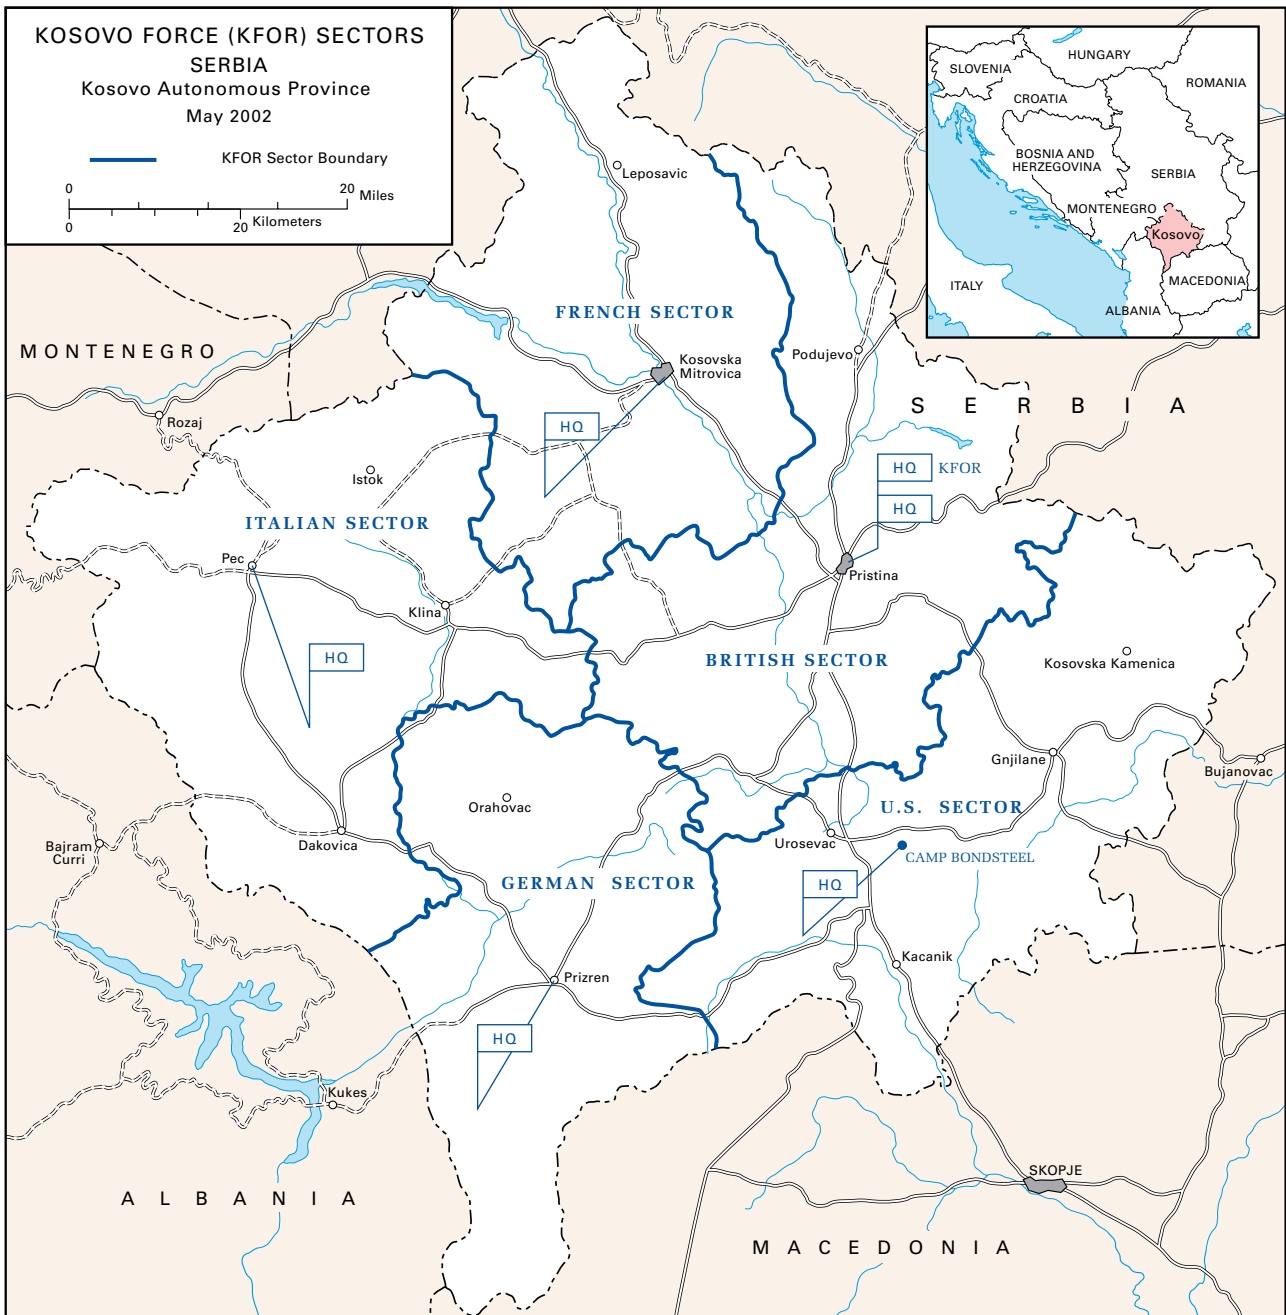 KOSOVO FORCE (KFOR) SECTORS
SERBIA
Kosovo Autonomous Province
May 2002
KFOR Sector Boundary
0 20 Miles
0 20 Kilometers
HUNGARY
SLOVENIA
ROMANIA
CROATIA
BOSNIA AND
HERZEGOVINA
SERBIA
MONTENEGRO
Kosovo
MACEDONIA
ITALY
ALBANIA
Leposavic
FRENCH SECTOR
MONTENEGRO
Kosovska
Mitrovica
Podujevo
SERBIA
Rozaj
HQ
Istok
HQ KFOR
HQ
ITALIAN SECTOR
Pec
Pristina
Klina
HQ
BRITISH SECTOR
Kosovska Kamenica
Gnjilane
Bujanovac
Orahovac
U.S. SECTOR
Dakovica
Urosevac
Bajram
Curri
CAMP BONDSTEEL
GERMAN SECTOR
HQ
Kacanik
Prizren
HQ
Kukes
SKOPJE
ALBANIA
MACEDONIA